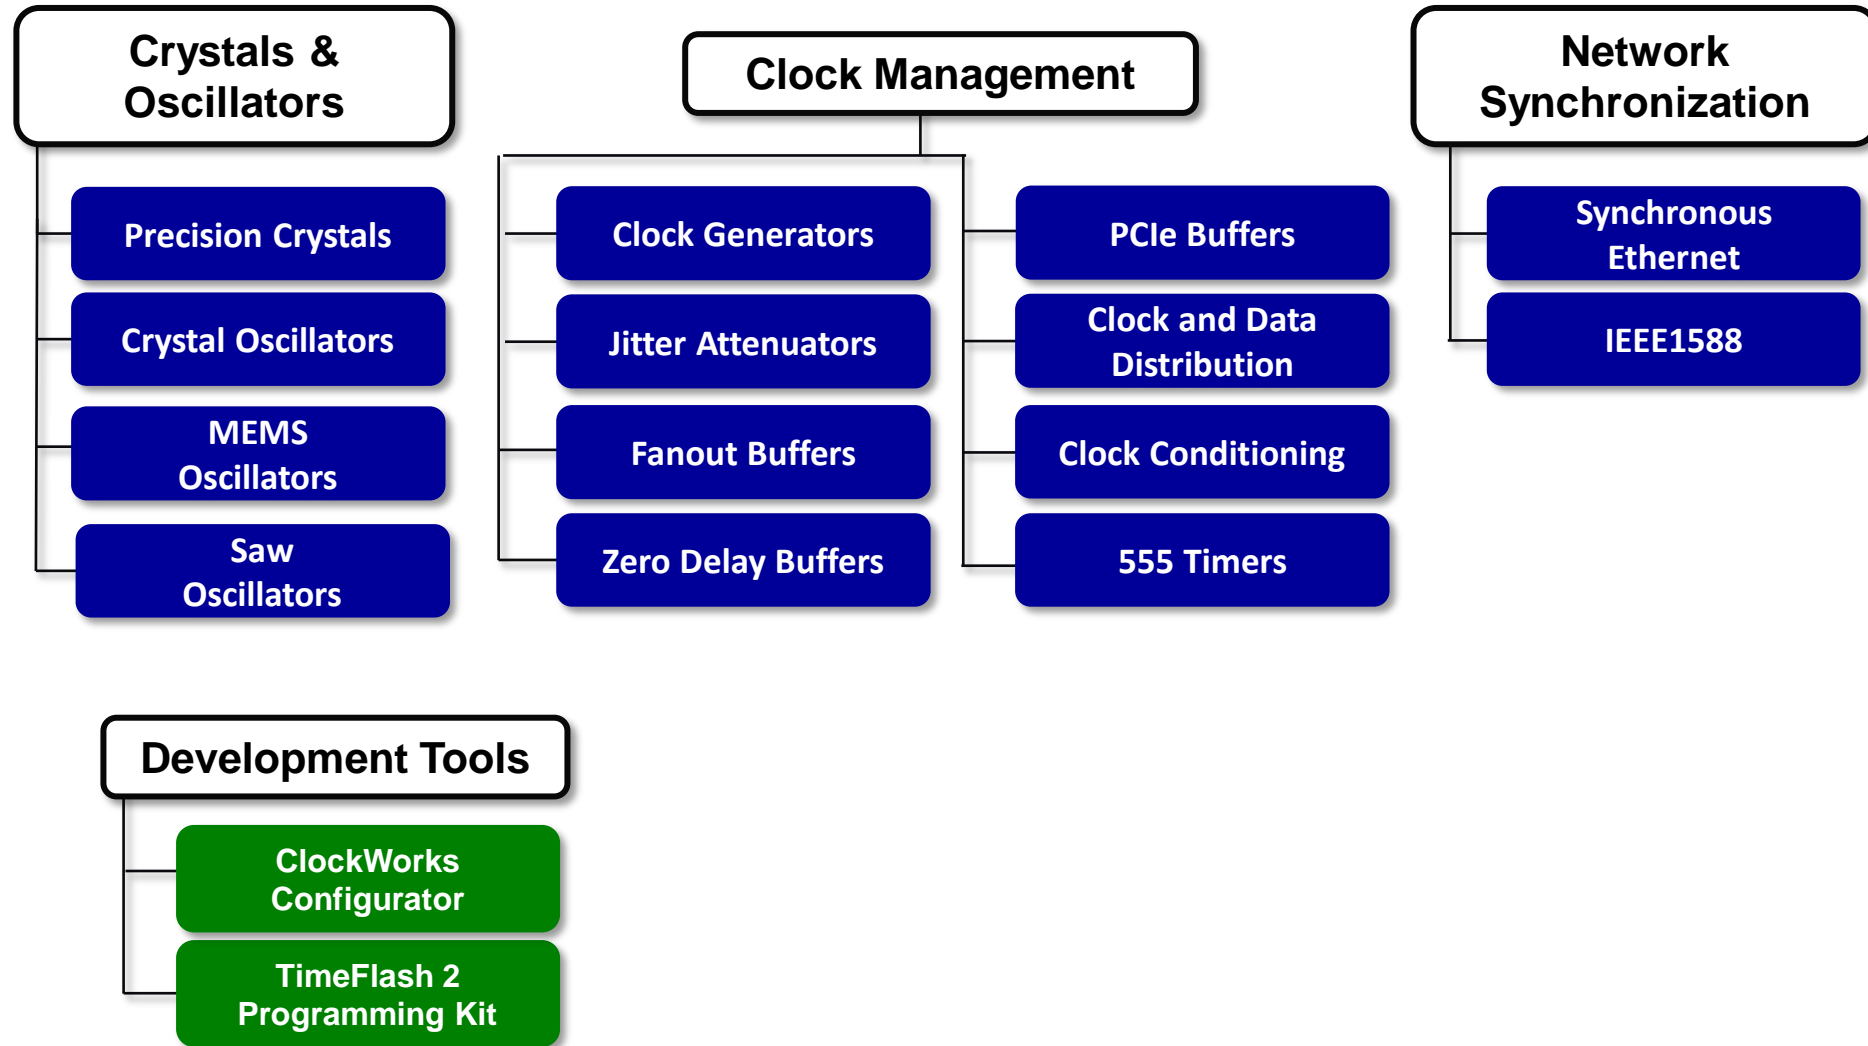 Crystals &
Oscillators
Precision Crystals
Crystal Oscillators
MEMS
Oscillators
Saw
Oscillators
Clock Management
Clock Generators
Jitter Attenuators
Fanout Buffers
Zero Delay Buffers
PCIe Buffers
Clock and Data
Distribution
Clock Conditioning
555 Timers
Network
Synchronization
Synchronous
Ethernet
IEEE1588
Development Tools
ClockWorks
Configurator
TimeFlash 2
Programming Kit